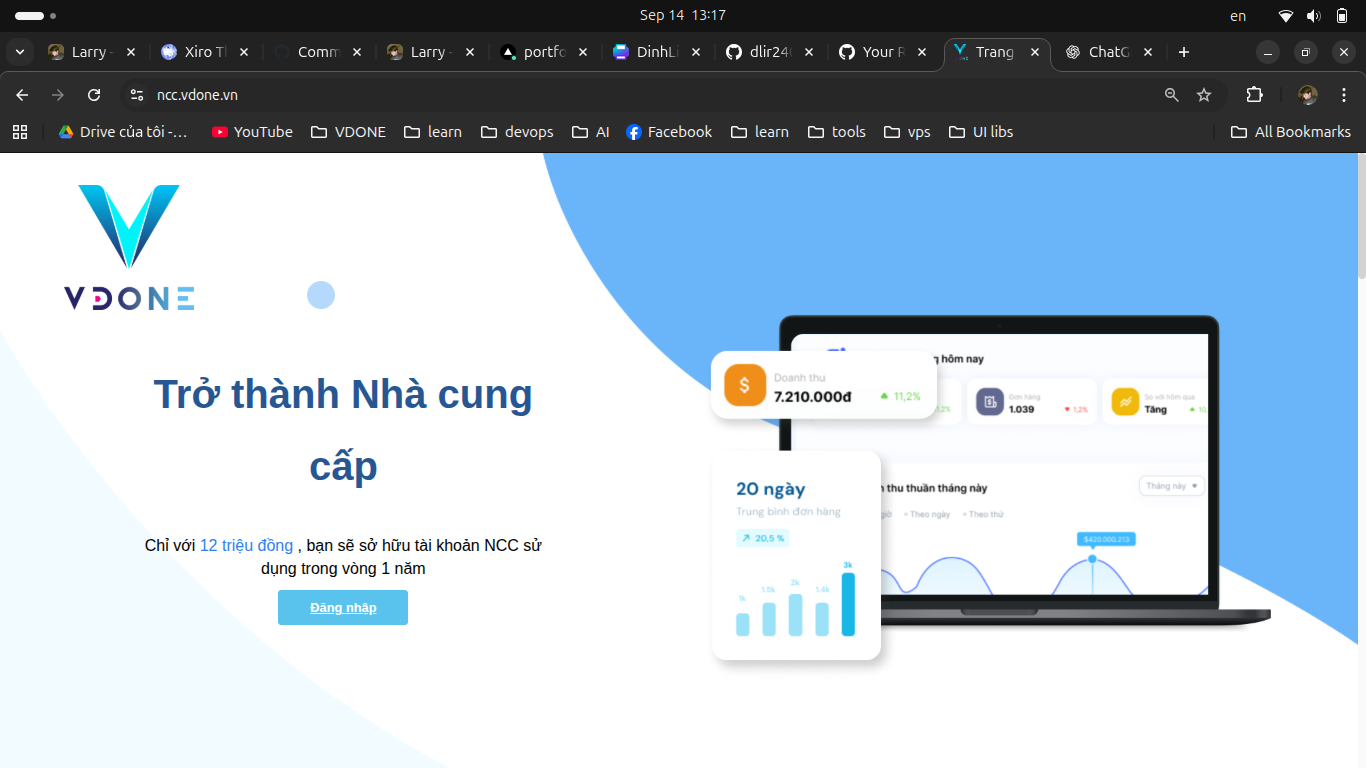 Sep 14 13:17
en
Larry -
Xiro Tl
Comm
Larry -
portfo
DinhLi
dlir24
Your R
Trang
ChatG
ncc.vdone.vn
Drive của tôi -...
YouTube
VDONE
learn
devops
AI
Facebook
learn
tools
vps
UI libs
All Bookmarks
VDONE
Trở thành Nhà cung
cấp
Chỉ với 12 triệu đồng , bạn sẽ sở hữu tài khoản NCC sử
dụng trong vòng 1 năm
Đăng nhập
hôm nay
Doanh thu
7.210.000đ
11,2%
Đơn hàng
1.039
1,2%
So với hôm qua
Tăng
20 ngày
Trung bình đơn hàng
20,5 %
1k
1.5k
2k
1.4k
3k
thu thuần tháng này
Tháng này
Theo ngày
Theo thứ
$420.000.213